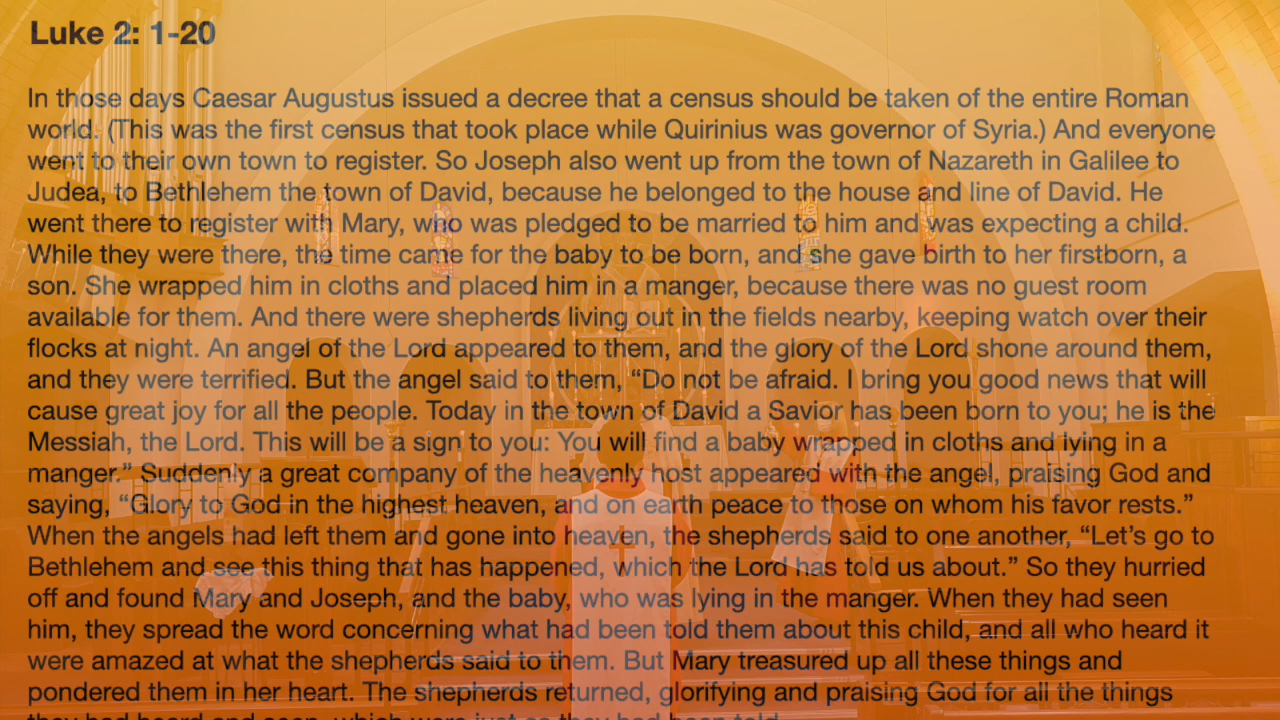 Luke 2: 1-20
In those days Caesar Augustus issued a decree that a census should be taken of the entire Roman
world. (This was the first census that took place while Quirinius was governor of Syria.) And everyone
went to their own town to register. So Joseph also went up from the town of Nazareth in Galilee to
Judea, to Bethlehem the town of David, because he belonged to the house and line of David. He
went there to register with Mary, who was pledged to be married to him and was expecting a child.
While they were there, the time came for the baby to be born, and she gave birth to her firstborn, a
son. She wrapped him in cloths and placed him in a manger, because there was no guest room
available for them. And there were shepherds living out in the fields nearby, keeping watch over their
flocks at night. An angel of the Lord appeared to them, and the glory of the Lord shone around them,
and they were terrified. But the angel said to them, “Do not be afraid. I bring you good news that will
cause great joy for all the people. Today in the town of David a Savior has been born to you; he is the
Messiah, the Lord. This will be a sign to you: You will find a baby wrapped in cloths and lying in a
manger.” Suddenly a great company of the heavenly host appeared with the angel, praising God and
saying, “Glory to God in the highest heaven, and on earth peace to those on whom his favor rests.”
When the angels had left them and gone into heaven, the shepherds said to one another, “Let’s go to
Bethlehem and see this thing that has happened, which the Lord has told us about.” So they hurried
off and found Mary and Joseph, and the baby, who was lying in the manger. When they had seen
him, they spread the word concerning what had been told them about this child, and all who heard it
were amazed at what the shepherds said to them. But Mary treasured up all these things and
pondered them in her heart. The shepherds returned, glorifying and praising God for all the things
they had heard and seen, which were just as they had been told.